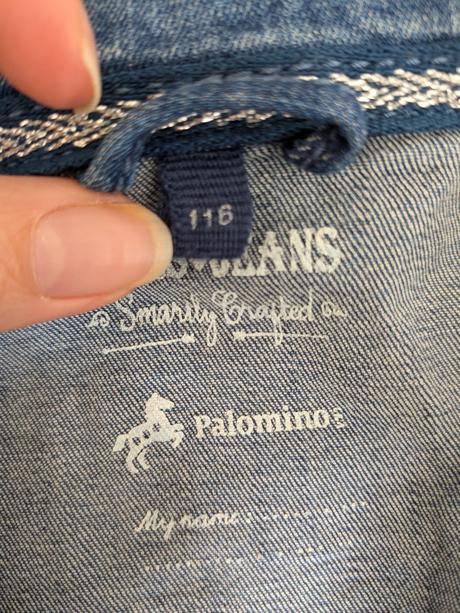 116
JEANS
Smartly Crafted
Palomino
My name: